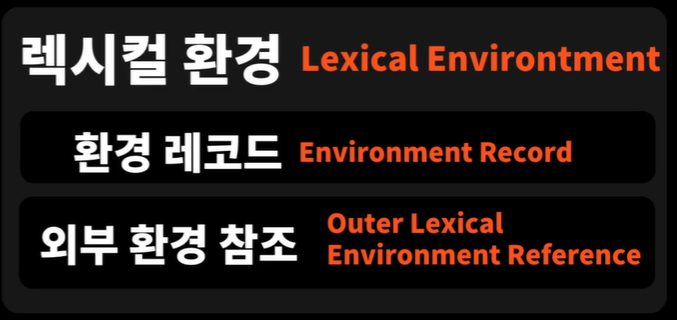 렉시컬 환경 Lexical Environtment
환경 레코드 Environment Record
외부 환경 참조 Outer Lexical
Environment Reference